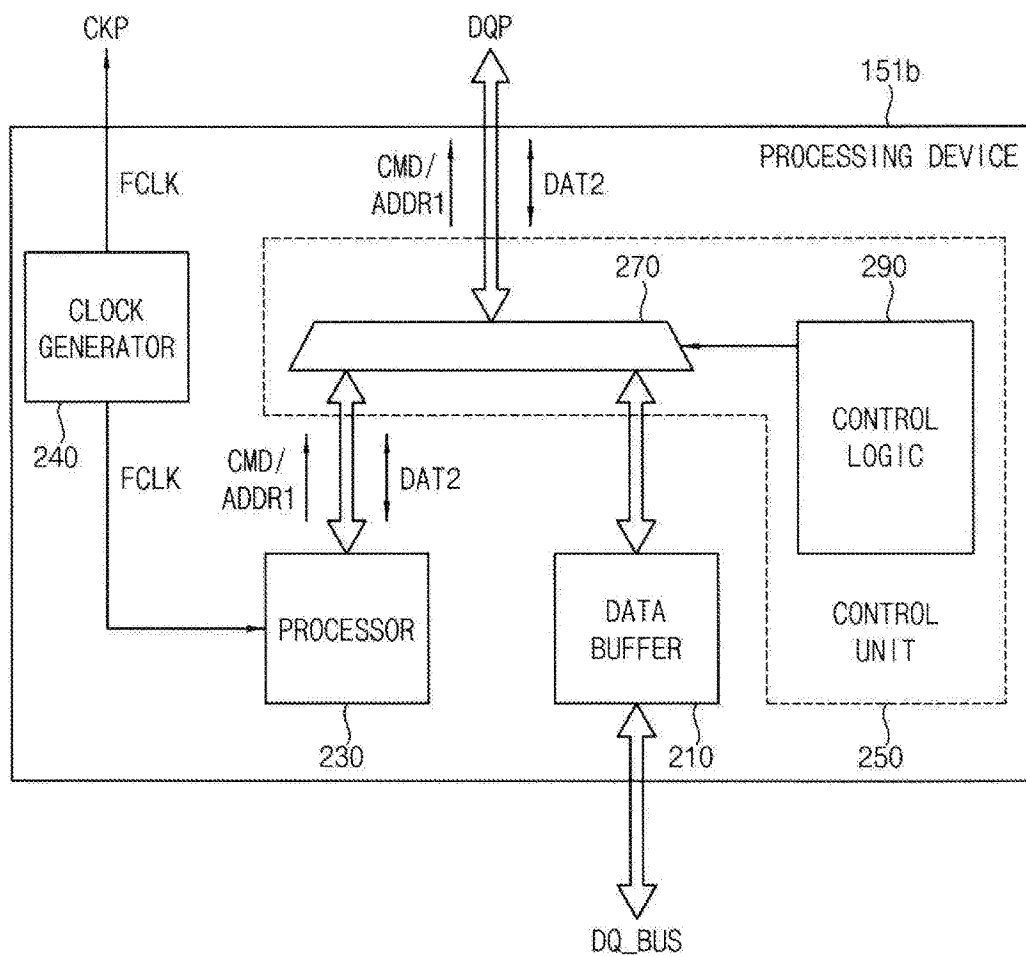 CKP
DQP
151b
PROCESSING DEVICE
FCLK
CMD/
ADDR1
DAT2
270
290
CLOCK
GENERATOR
CONTROL
LOGIC
240
FCLK
CMD/
ADDR1
DAT2
PROCESSOR
DATA
BUFFER
CONTROL
UNIT
230
210
250
DQ_BUS